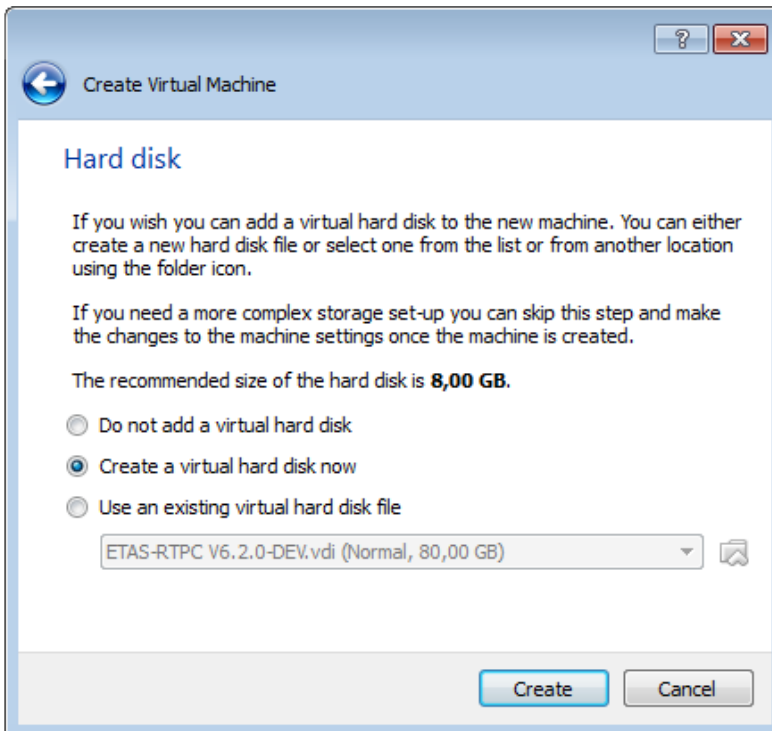 ?
Create Virtual Machine
Hard disk
If you wish you can add a virtual hard disk to the new machine. You can either
create a new hard disk file or select one from the list or from another location
using the folder icon.
If you need a more complex storage set-up you can skip this step and make
the changes to the machine settings once the machine is created.
The recommended size of the hard disk is 8,00 GB.
Do not add a virtual hard disk
Create a virtual hard disk now
Use an existing virtual hard disk file
ETAS-RTPC V6.2.0-DEV.vdi (Normal, 80,00 GB)
Create
Cancel